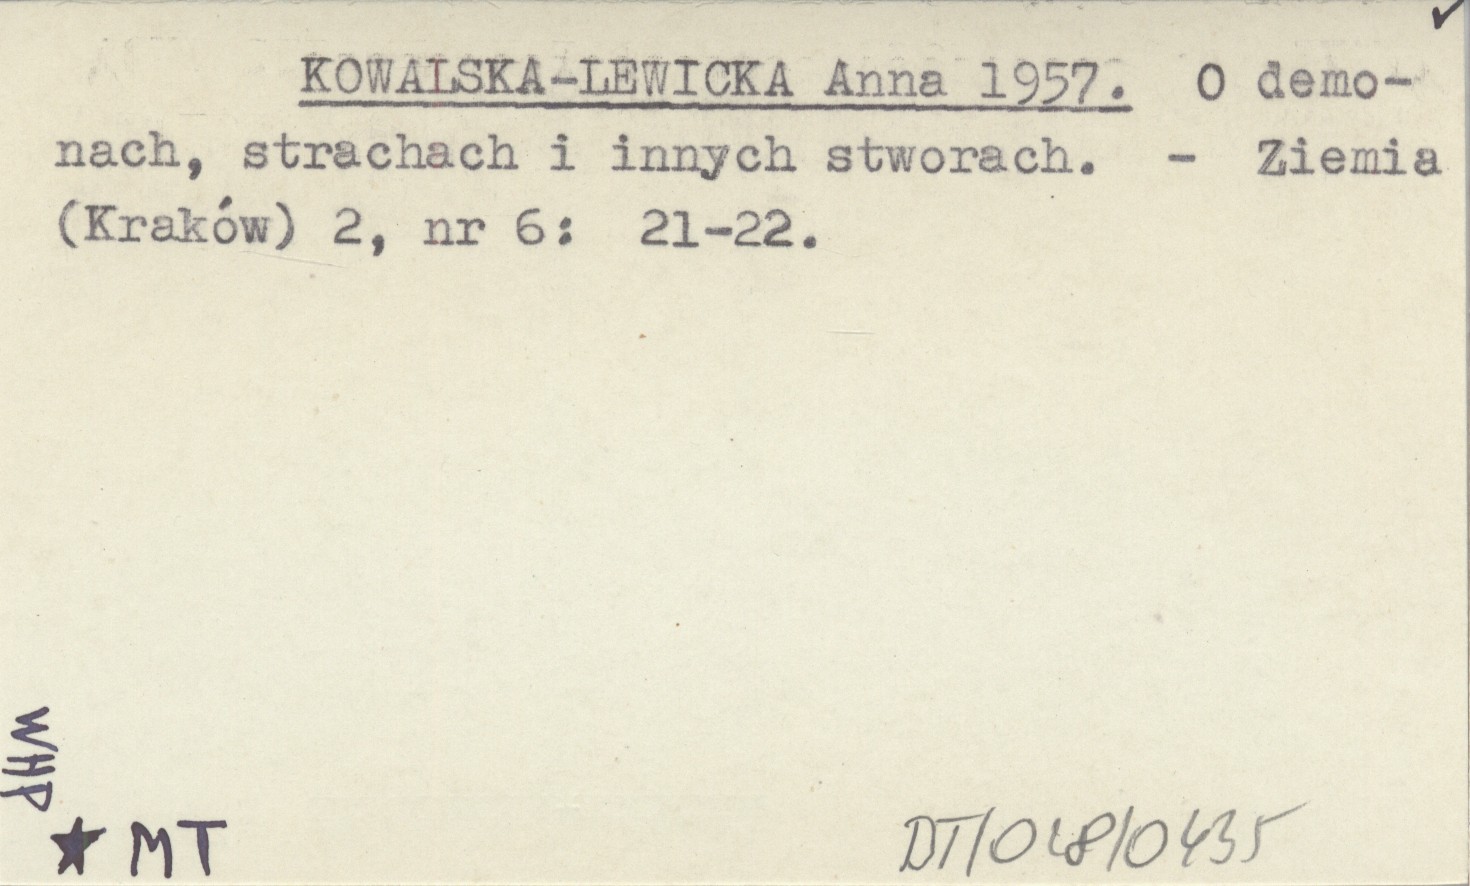 KOWALSKA-LEWICKA Anna 1957. O demo-
nach, strachach i innych stworach. - Ziemia
(Kraków) 2, nr 6: 21-22.
WHP
★ MT
DT/018/0435